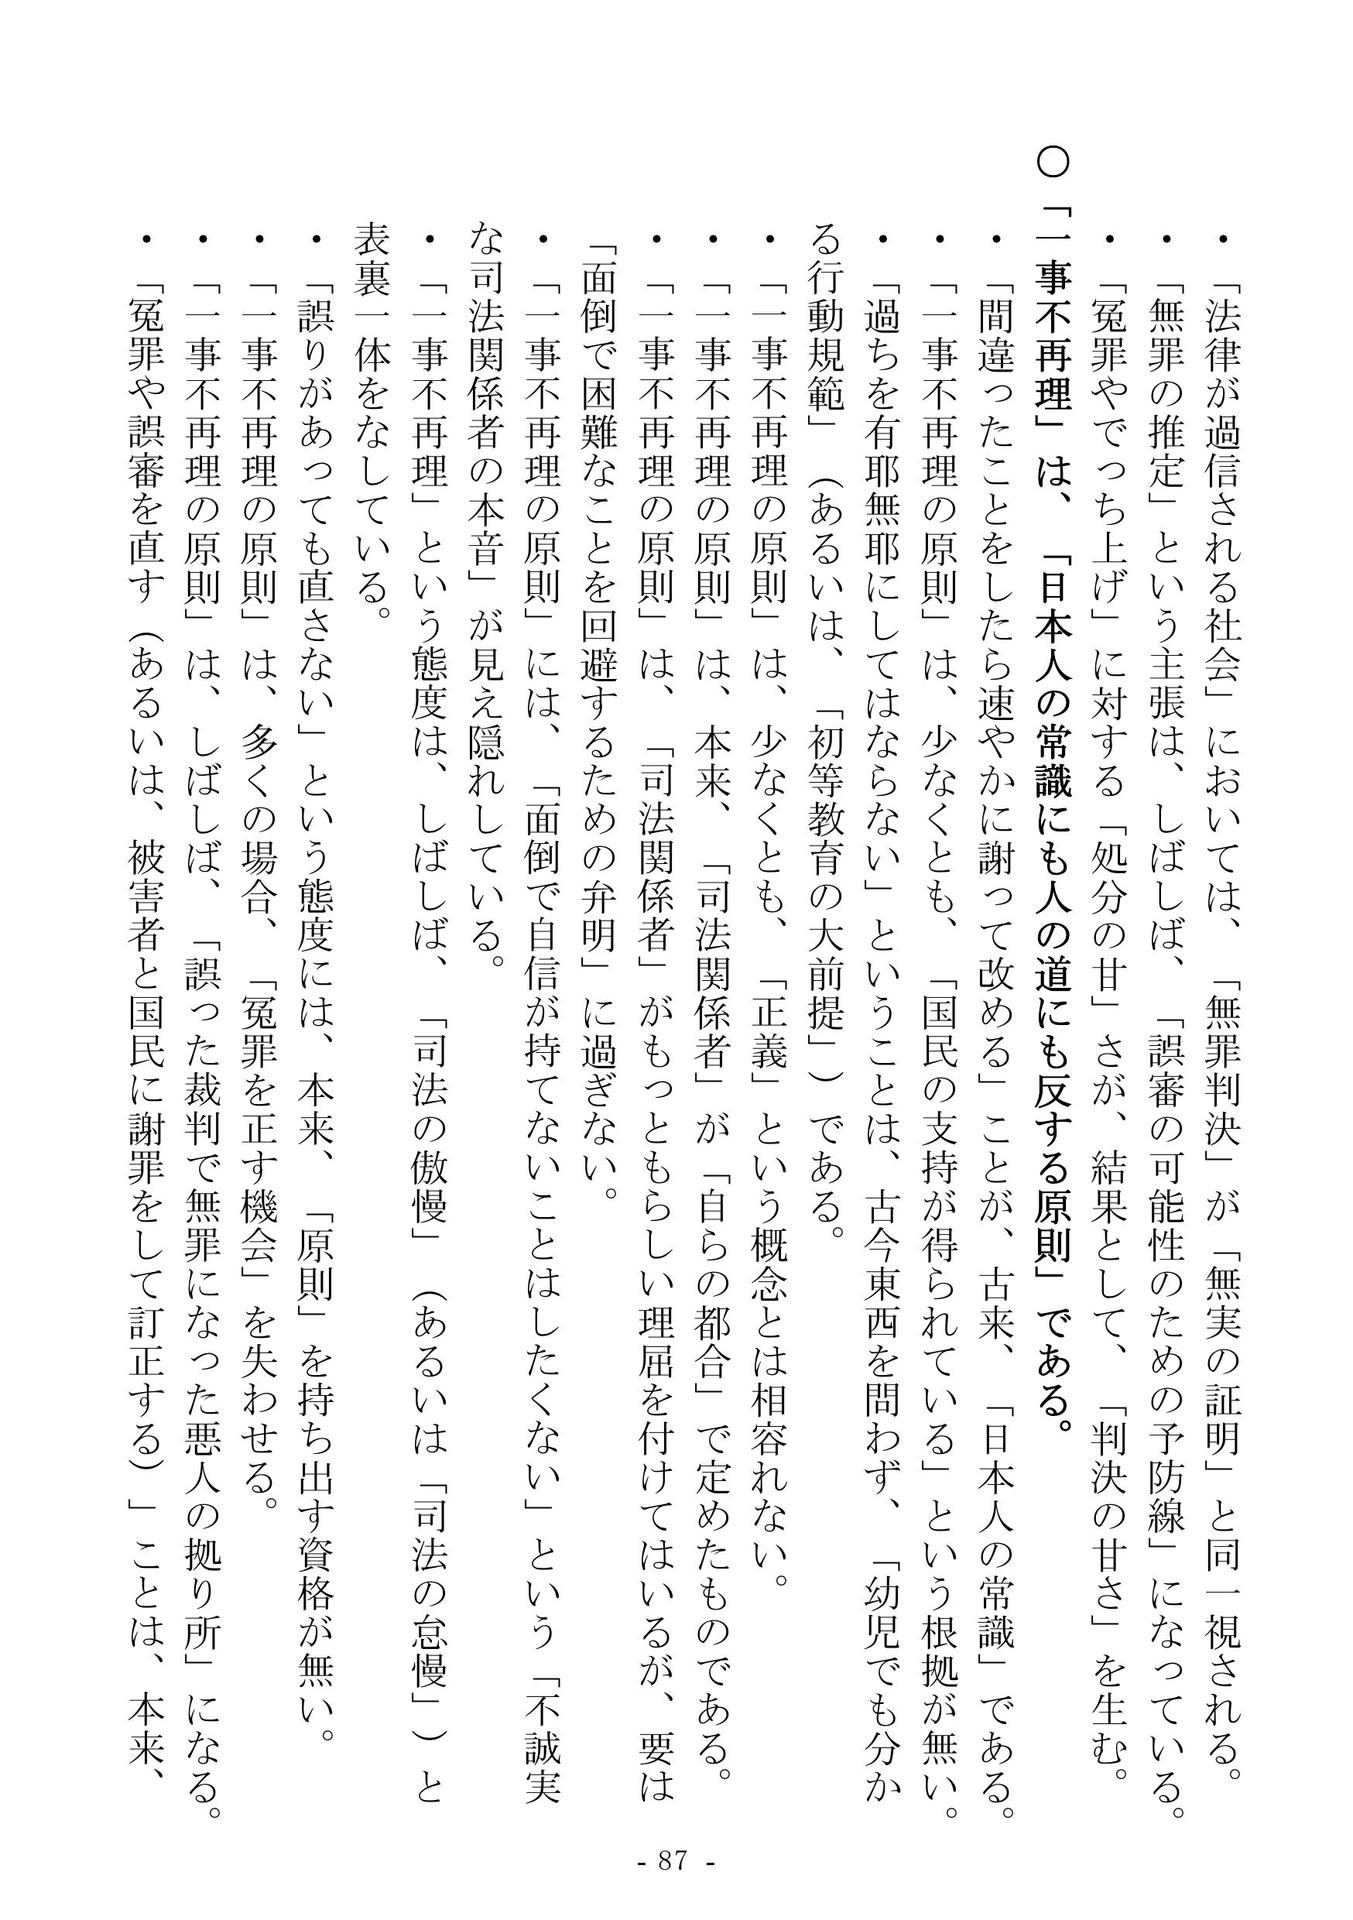 ・「法律が過信される社会」においては、「無罪判決」が「無実の証明」と同一視される。
・「無罪の推定」という主張は、しばしば、「誤審の可能性のための予防線」になっている。
・「冤罪やでっち上げ」に対する「処分の甘」さが、結果として、「判決の甘さ」を生む。
〇「一事不再理」は、「日本人の常識にも人の道にも反する原則」である。
・「間違ったことをしたら速やかに謝って改める」ことが、古来、「日本人の常識」である。
・「一事不再理の原則」は、少なくとも、「国民の支持が得られている」という根拠が無い。
・「過ちを有耶無耶にしてはならない」ということは、古今東西を問わず、「幼児でも分か
る行動規範」（あるいは、「初等教育の大前提」）である。
・「一事不再理の原則」は、少なくとも、「正義」という概念とは相容れない。
・「一事不再理の原則」は、本来、「司法関係者」が「自らの都合」で定めたものである。
・「一事不再理の原則」は、「司法関係者」がもっともらしい理屈を付けてはいるが、要は
「面倒で困難なことを回避するための弁明」に過ぎない。
・「一事不再理の原則」には、「面倒で自信が持てないことはしたくない」という「不誠実
な司法関係者の本音」が見え隠れしている。
・「一事不再理」という態度は、しばしば、「司法の傲慢」（あるいは「司法の怠慢」）と
表裏一体をなしている。
・「誤りがあっても直さない」という態度には、本来、「原則」を持ち出す資格が無い。
・「一事不再理の原則」は、多くの場合、「冤罪を正す機会」を失わせる。
・「一事不再理の原則」は、しばしば、「誤った裁判で無罪になった悪人の拠り所」になる。
・「冤罪や誤審を直す（あるいは、被害者と国民に謝罪をして訂正する）」ことは、本来、
- 87 -